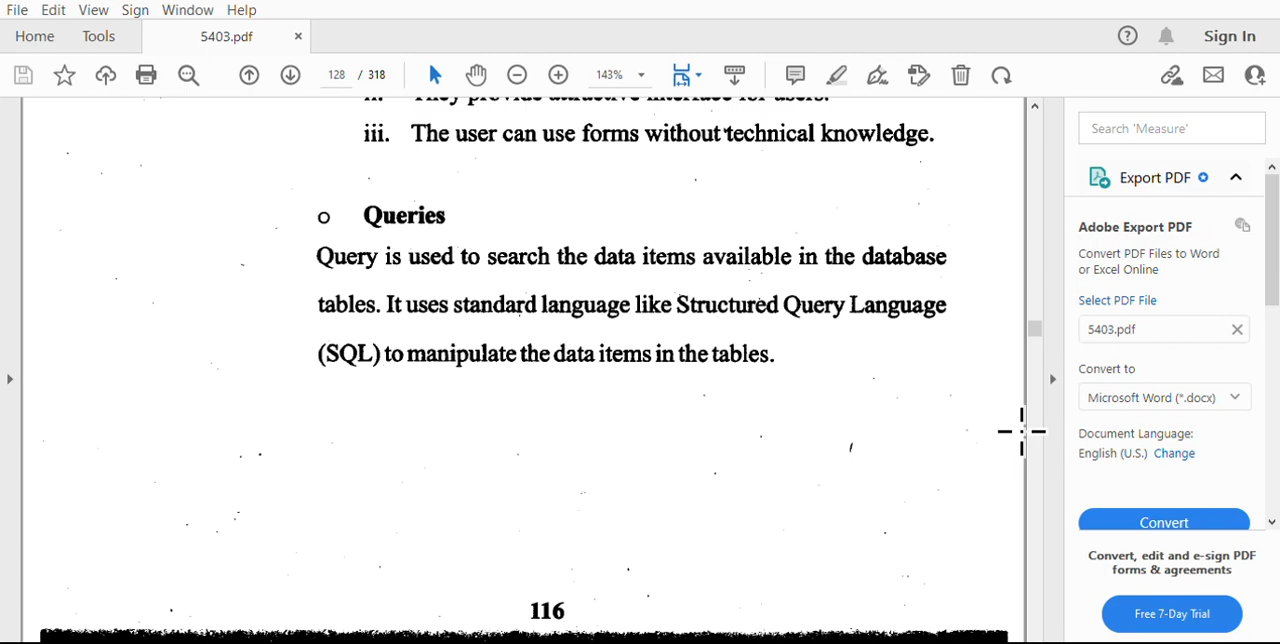 File Edit View Sign Window Help
Home Tools 5403.pdf × Sign In
128 / 318 143%
iii. The user can use forms without technical knowledge.
o Queries
Query is used to search the data items available in the database
tables. It uses standard language like Structured Query Language
(SQL) to manipulate the data items in the tables.
116
Search 'Measure'
Export PDF
Adobe Export PDF
Convert PDF Files to Word
or Excel Online
Select PDF File
5403.pdf
Convert to
Microsoft Word (*.docx)
Document Language:
English (U.S.) Change
Convert
Convert, edit and e-sign PDF
forms & agreements
Free 7-Day Trial